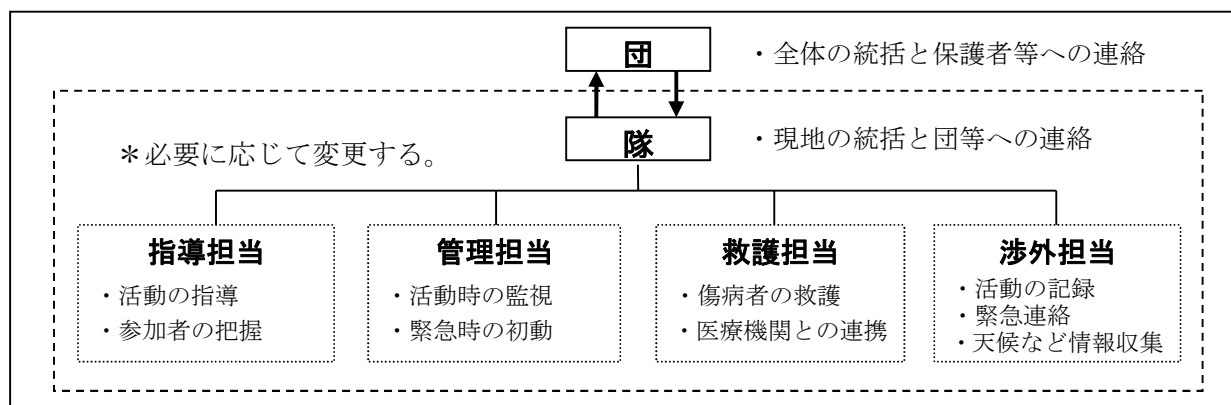 団
・全体の統括と保護者等への連絡
隊
・現地の統括と団等への連絡
＊必要に応じて変更する。
指導担当
・活動の指導
・参加者の把握
管理担当
・活動時の監視
・緊急時の初動
救護担当
・傷病者の救護
・医療機関との連携
渉外担当
・活動の記録
・緊急連絡
・天候など情報収集